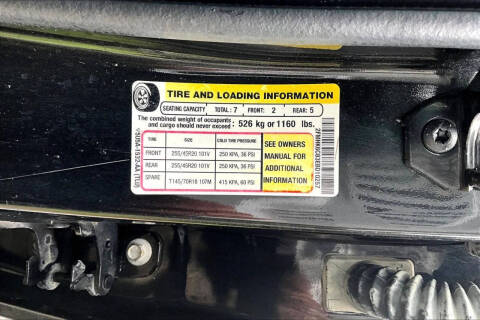 TIRE AND LOADING INFORMATION
SEATING CAPACITY TOTAL: 7 FRONT: 2 REAR: 5
The combined weight of occupants
and cargo should never exceed : 526 kg or 1160 lbs.
TIRE SIZE COLD TIRE PRESSURE
FRONT 255/45R20 101V 250 KPA, 36 PSI
REAR 255/45R20 101V 250 KPA, 36 PSI
SPARE T145/70R18 107M 415 KPA, 60 PSI
SEE OWNERS
MANUAL FOR
ADDITIONAL
INFORMATION